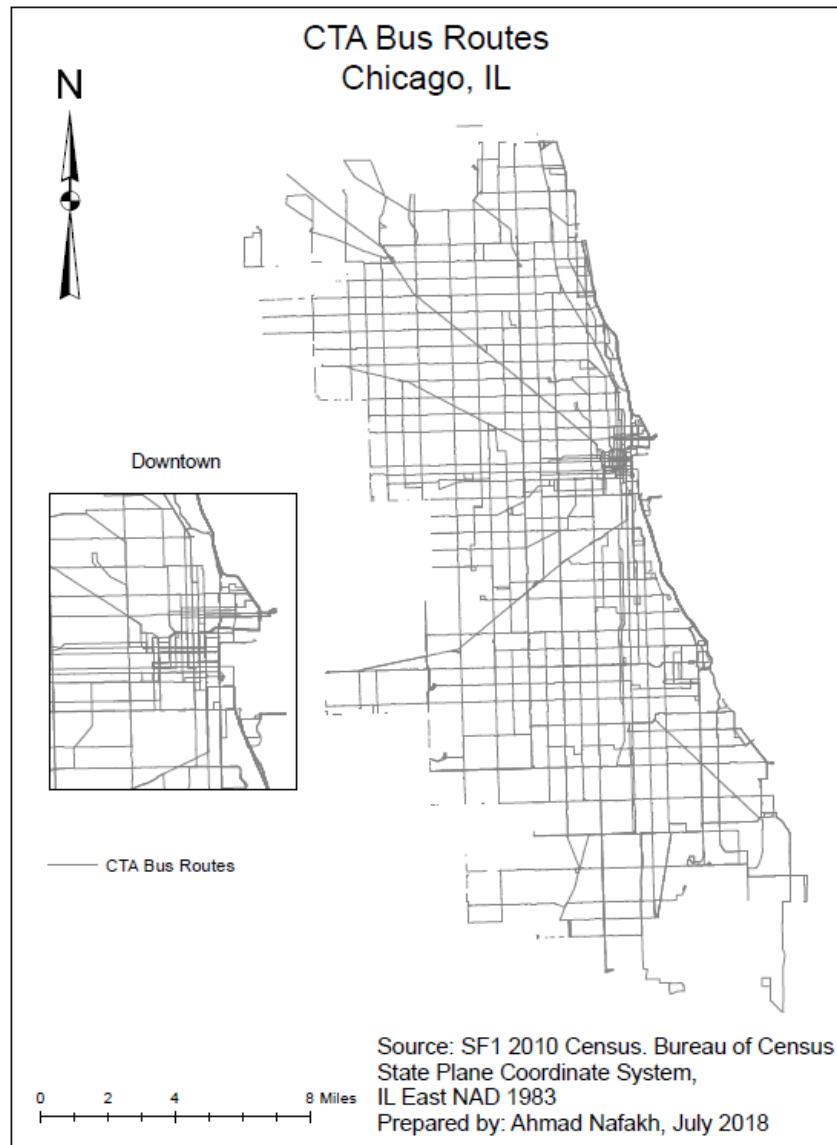 CTA Bus Routes
Chicago, IL
N
Downtown
CTA Bus Routes
Source: SF1 2010 Census. Bureau of Census
State Plane Coordinate System,
IL East NAD 1983
Prepared by: Ahmad Nafakh, July 2018
0 2 4 8 Miles